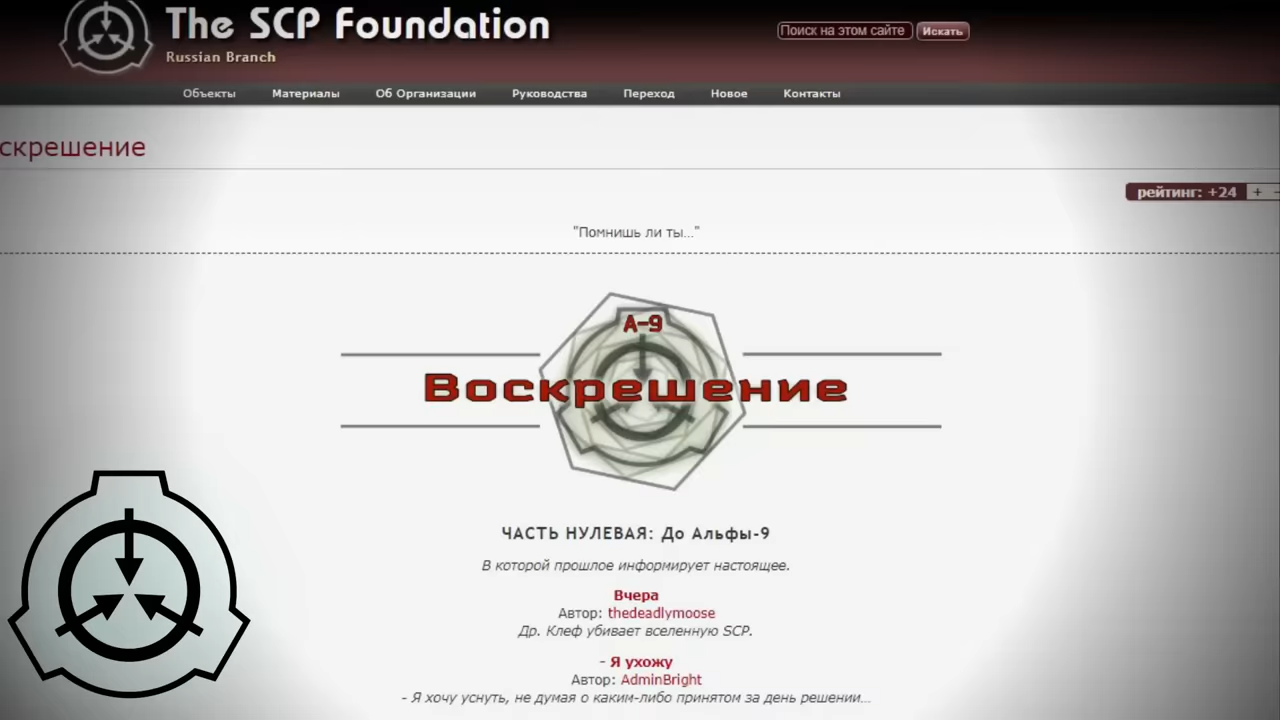 The SCP Foundation
Russian Branch
Поиск на этом сайте
Искать
Объекты Материалы Об Организации Руководства Переход Новое Контакты
скрешение
рейтинг: +24 + -
"Помнишь ли ты..."
А-9
Воскрешение
ЧАСТЬ НУЛЕВАЯ: До Альфы-9
В которой прошлое информирует настоящее.
Вчера
Автор: thedeadlymoose
Др. Клеф убивает вселенную SCP.
- Я ухожу
Автор: AdminBright
- Я хочу уснуть, не думая о каким-либо принятом за день решении...